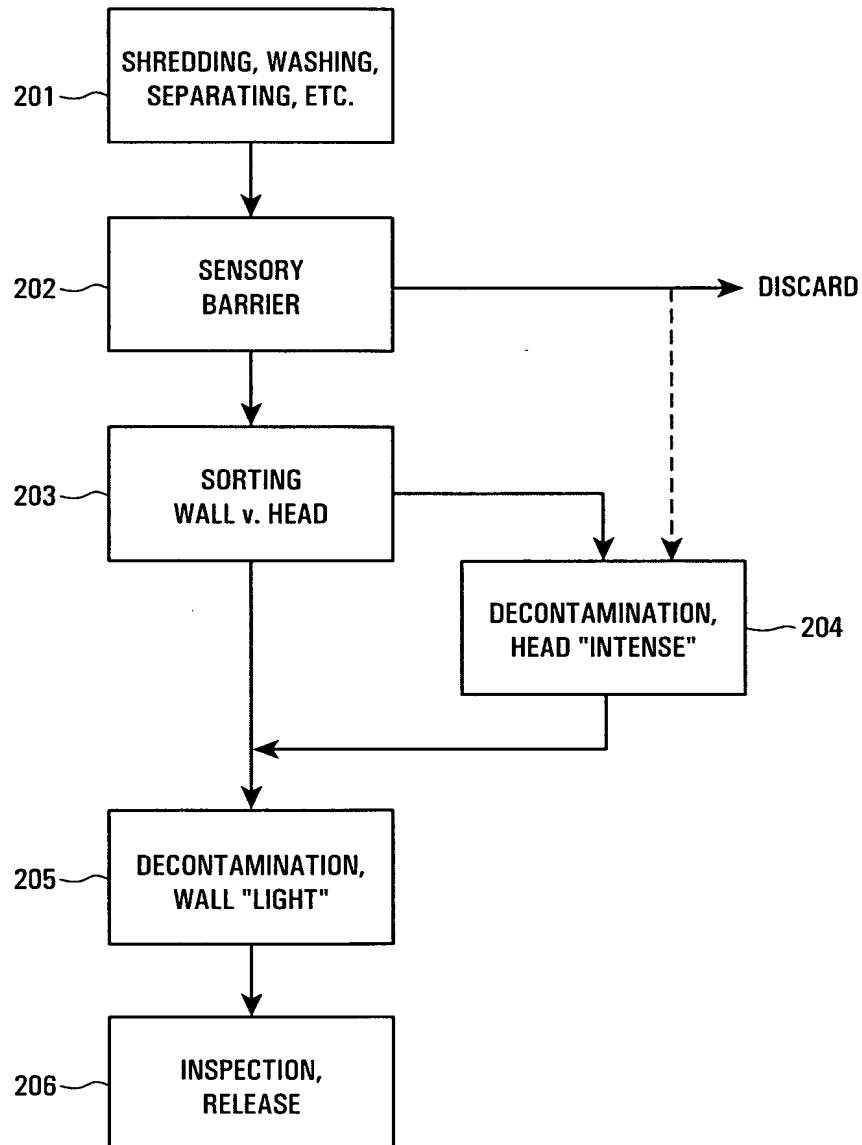 201
SHREDDING, WASHING,
SEPARATING, ETC.
202
SENSORY
BARRIER
DISCARD
203
SORTING
WALL v. HEAD
DECONTAMINATION,
HEAD "INTENSE"
204
205
DECONTAMINATION,
WALL "LIGHT"
206
INSPECTION,
RELEASE